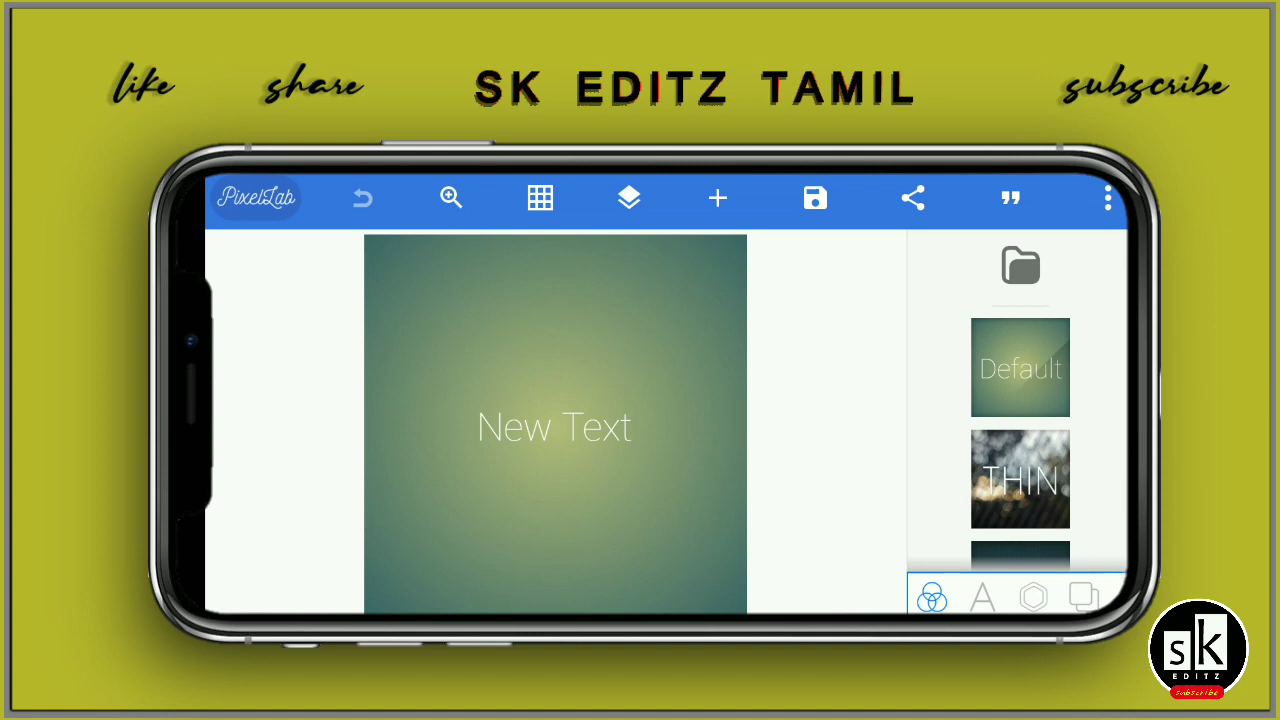 like share SK EDITZ TAMIL subscribe
PixelLab
New Text
Default
THIN
sk
EDITZ
subscribe